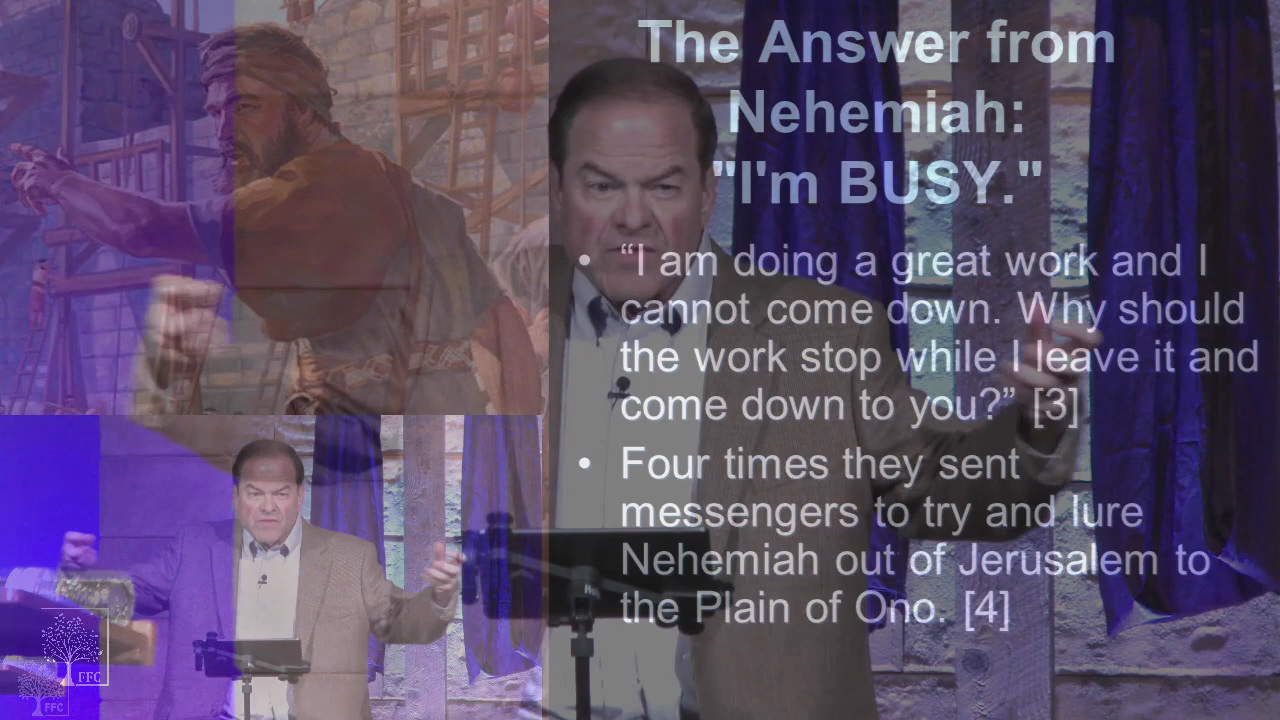 The Answer from
Nehemiah:
"I'm BUSY."
• “I am doing a great work and I
cannot come down. Why should
the work stop while I leave it and
come down to you?” [3]
• Four times they sent
messengers to try and lure
Nehemiah out of Jerusalem to
the Plain of Ono. [4]
FFC
FFC